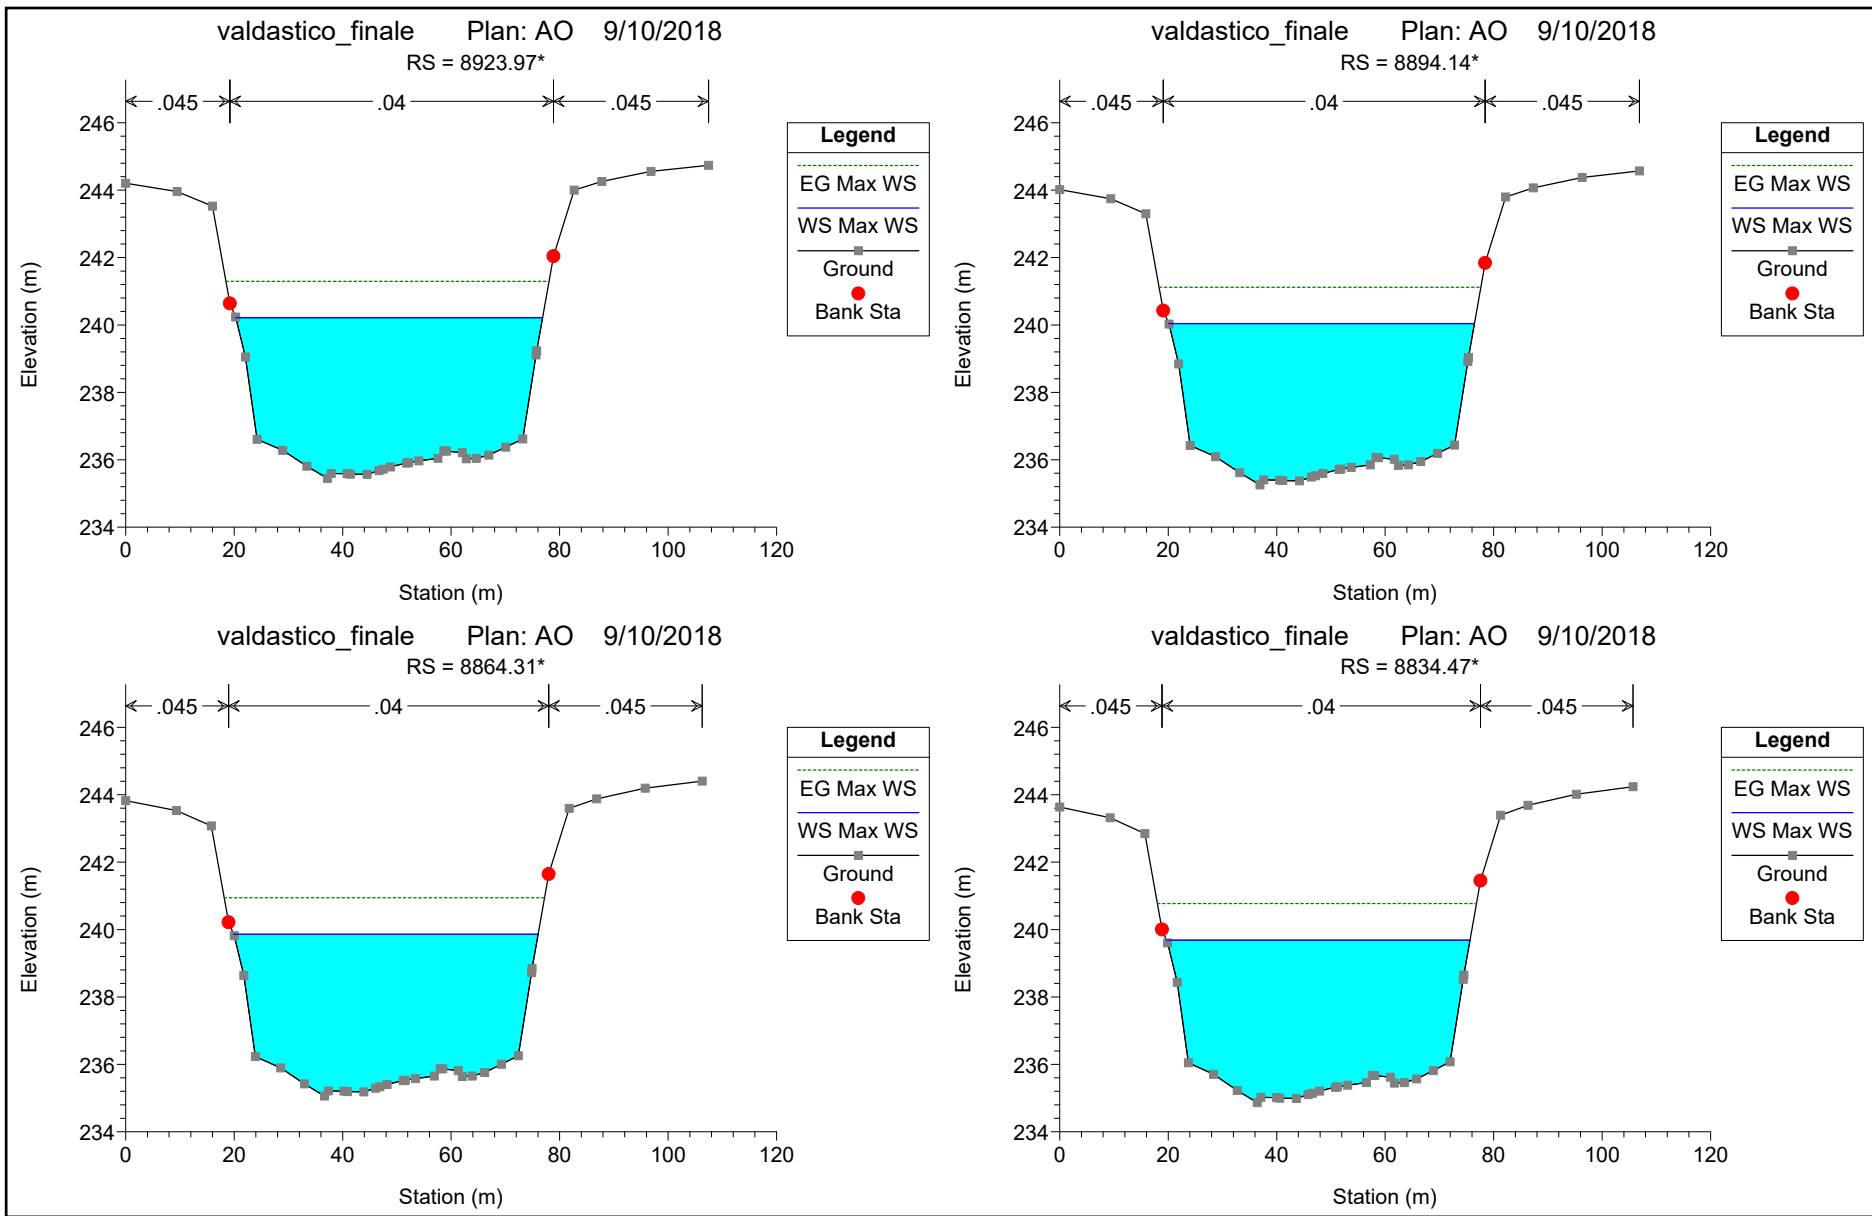 valdastico_finale Plan: AO 9/10/2018
RS = 8923.97*
.045 .04 .045
246
244
242
240
238
236
234
0 20 40 60 80 100 120
Elevation (m)
Station (m)
Legend
EG Max WS
WS Max WS
Ground
Bank Sta
valdastico_finale Plan: AO 9/10/2018
RS = 8894.14*
.045 .04 .045
246
244
242
240
238
236
234
0 20 40 60 80 100 120
Elevation (m)
Station (m)
Legend
EG Max WS
WS Max WS
Ground
Bank Sta
valdastico_finale Plan: AO 9/10/2018
RS = 8864.31*
.045 .04 .045
246
244
242
240
238
236
234
0 20 40 60 80 100 120
Elevation (m)
Station (m)
Legend
EG Max WS
WS Max WS
Ground
Bank Sta
valdastico_finale Plan: AO 9/10/2018
RS = 8834.47*
.045 .04 .045
246
244
242
240
238
236
234
0 20 40 60 80 100 120
Elevation (m)
Station (m)
Legend
EG Max WS
WS Max WS
Ground
Bank Sta